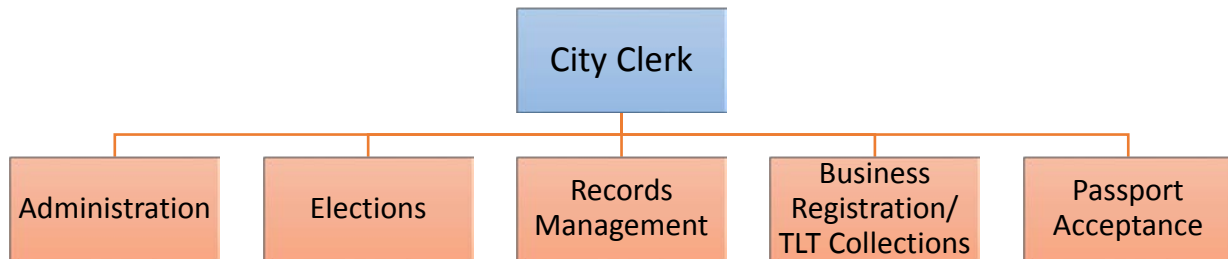 City Clerk
Administration
Elections
Records
Management
Business
Registration/
TLT Collections
Passport
Acceptance